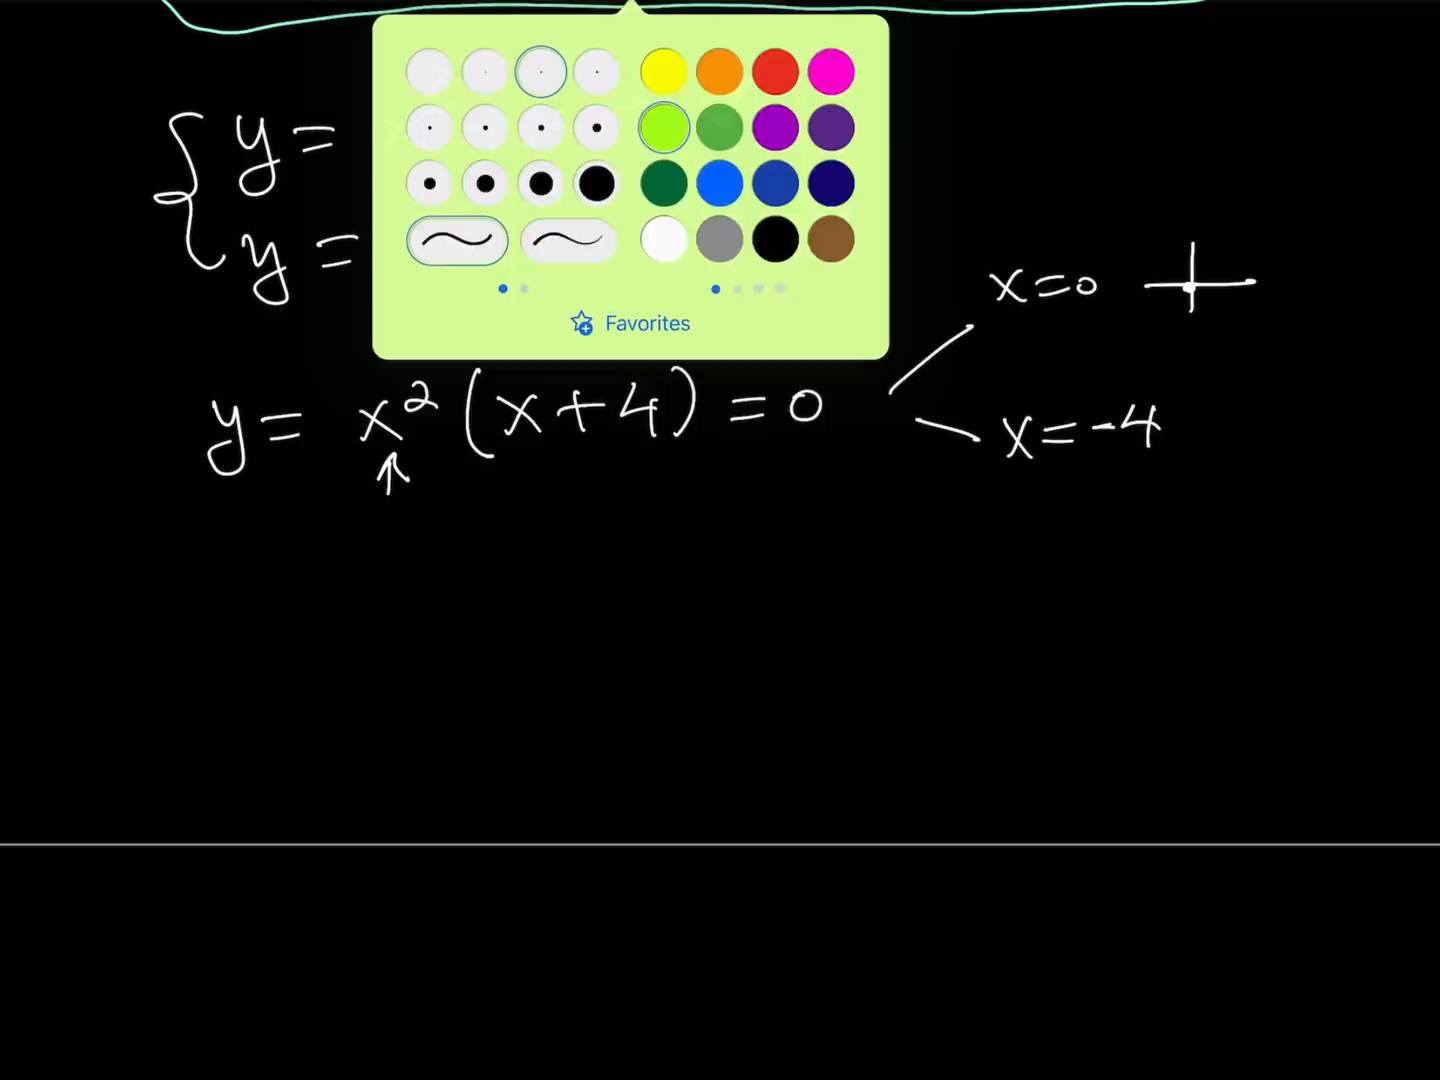 y =
y =
Favorites
x=0
y = x² (x+4) = 0
x=-4